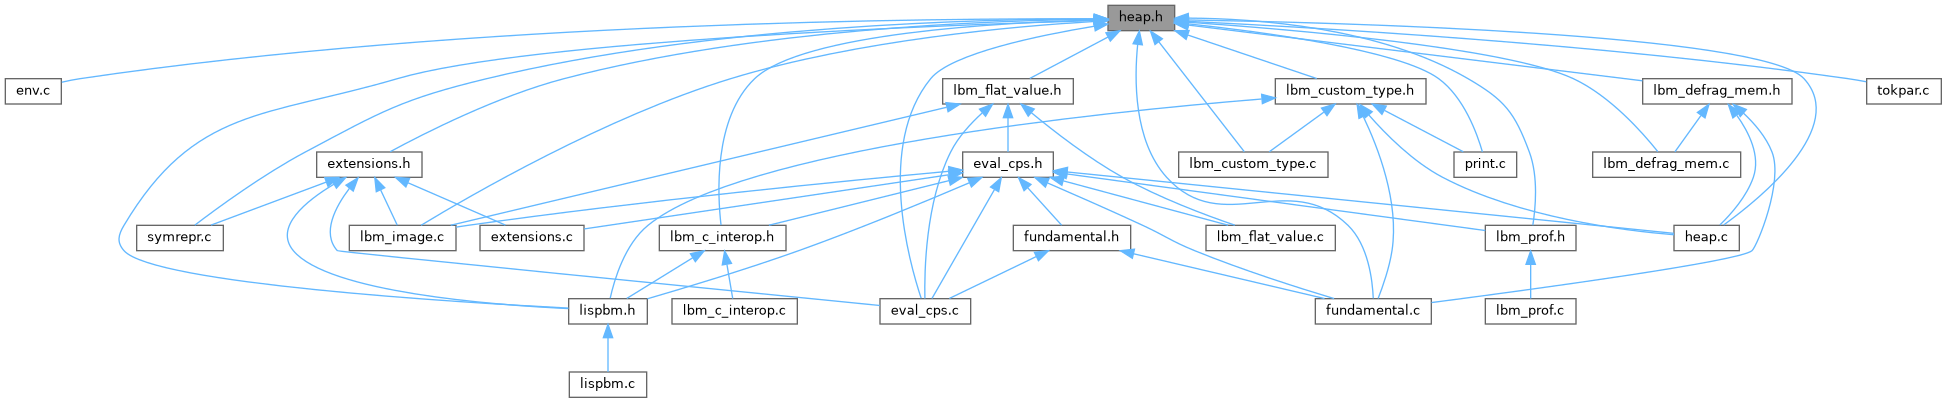 heap.h
env.c
lbm_flat_value.h
lbm_custom_type.h
lbm_defrag_mem.h
tokpar.c
extensions.h
eval_cps.h
lbm_custom_type.c
print.c
lbm_defrag_mem.c
symrepr.c
lbm_image.c
extensions.c
lbm_c_interop.h
fundamental.h
lbm_flat_value.c
lbm_prof.h
heap.c
lispbm.h
lbm_c_interop.c
eval_cps.c
fundamental.c
lbm_prof.c
lispbm.c